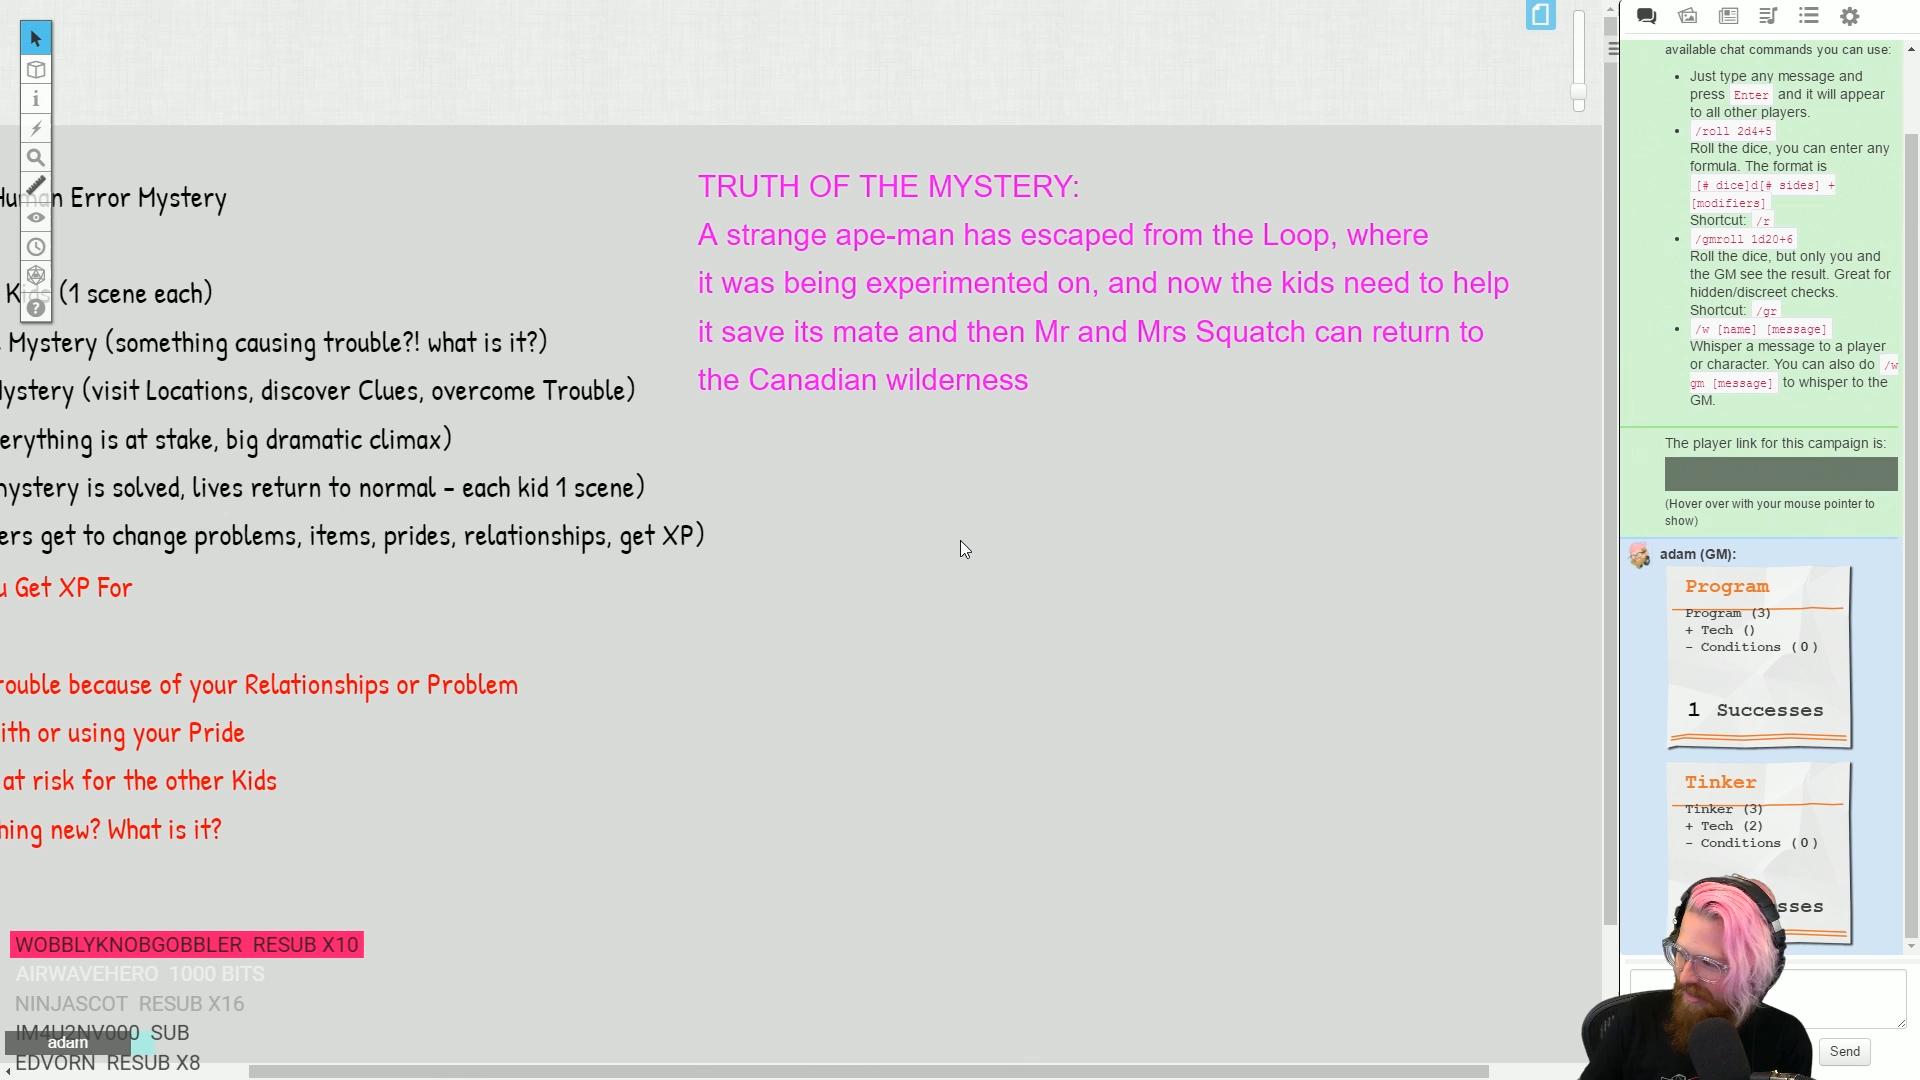 Human Error Mystery
Kids (1 scene each)
Mystery (something causing trouble?! what is it?)
Mystery (visit Locations, discover Clues, overcome Trouble)
erything is at stake, big dramatic climax)
mystery is solved, lives return to normal - each kid 1 scene)
ers get to change problems, items, prides, relationships, get XP)
u Get XP For
rouble because of your Relationships or Problem
ith or using your Pride
at risk for the other Kids
hing new? What is it?
TRUTH OF THE MYSTERY:
A strange ape-man has escaped from the Loop, where
it was being experimented on, and now the kids need to help
it save its mate and then Mr and Mrs Squatch can return to
the Canadian wilderness
WOBBLYKNOBGOBBLER RESUB X10
AIRWAVEHERO 1000 BITS
NINJASCOT RESUB X16
IM4U2NV000 SUB
adam
EDVORN RESUB X8
available chat commands you can use:
• Just type any message and
press Enter and it will appear
to all other players.
• /roll 2d4+5
Roll the dice, you can enter any
formula. The format is
[# dice]d[# sides] +
[modifiers]
Shortcut: /r
• /gmroll 1d20+6
Roll the dice, but only you and
the GM see the result. Great for
hidden/discreet checks.
Shortcut: /gr
• /w [name] [message]
Whisper a message to a player
or character. You can also do /w
gm [message] to whisper to the
GM.
The player link for this campaign is:
(Hover over with your mouse pointer to
show)
adam (GM):
Program
Program (3)
+ Tech ()
- Conditions (0)
1 Successes
Tinker
Tinker (3)
+ Tech (2)
- Conditions (0)
sses
Send